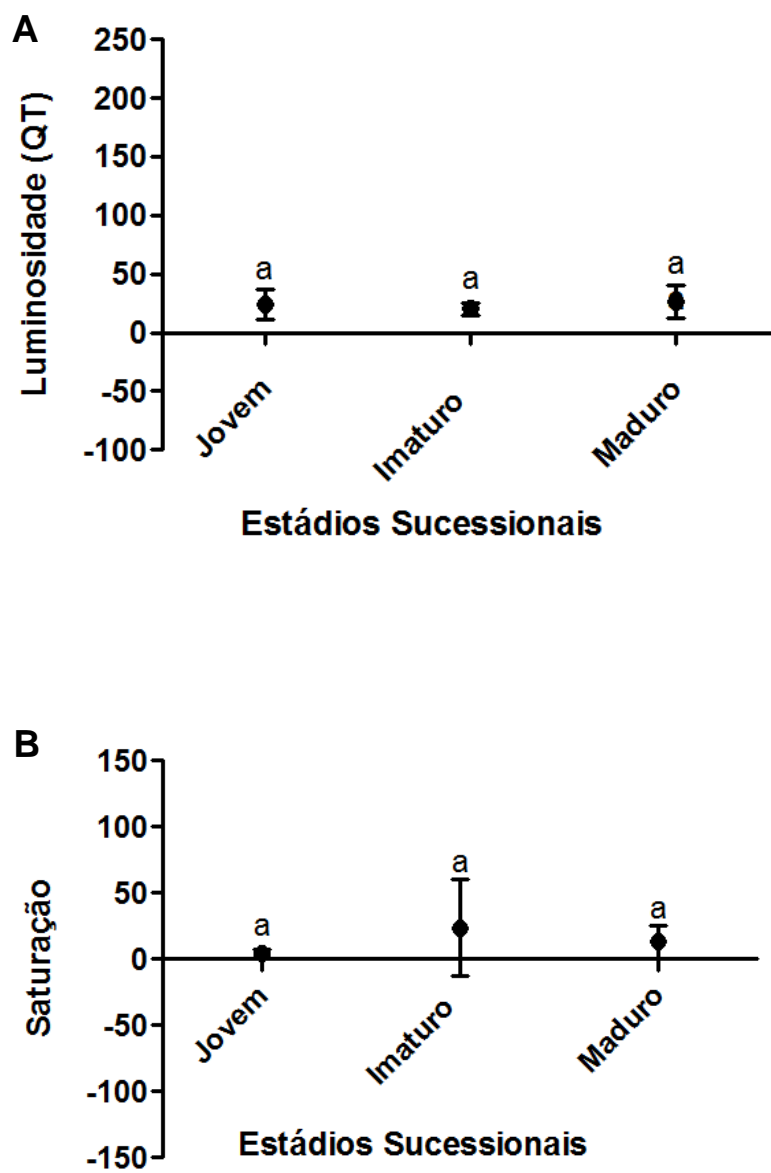 A
250
200
150
100
50
0
-50
-100
Luminosidade (QT)
a
a
a
Jovem
Imaturo
Maduro
Estádios Sucessionais
B
150
100
50
0
-50
-100
-150
Saturação
a
a
a
Jovem
Imaturo
Maduro
Estádios Sucessionais